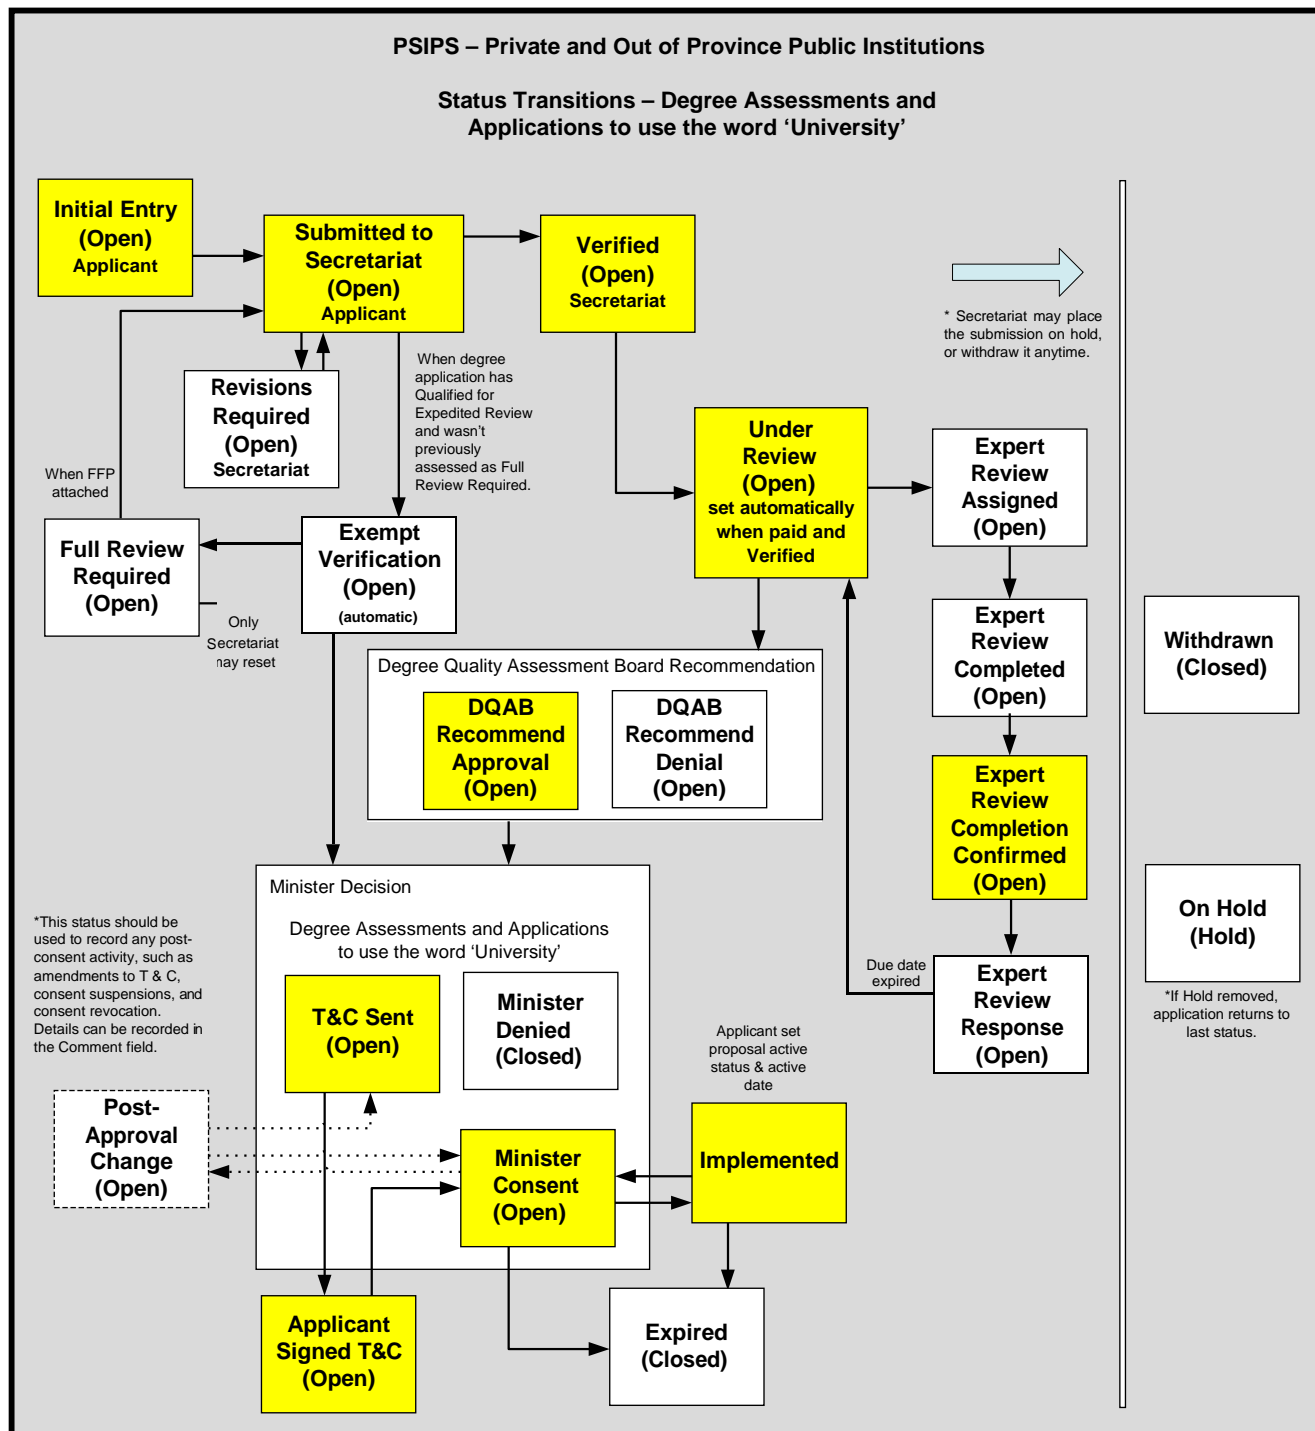 PSIPS – Private and Out of Province Public Institutions
Status Transitions – Degree Assessments and
Applications to use the word ‘University’
Initial Entry
(Open)
Applicant
Submitted to
Secretariat
(Open)
Applicant
Verified
(Open)
Secretariat
* Secretariat may place
the submission on hold,
or withdraw it anytime.
Revisions
Required
(Open)
Secretariat
When degree
application has
Qualified for
Expedited Review
and wasn't
previously
assessed as Full
Review Required.
Under
Review
(Open)
set automatically
when paid and
Verified
Expert
Review
Assigned
(Open)
When FFP
attached
Full Review
Required
(Open)
Exempt
Verification
(Open)
(automatic)
Only
Secretariat
may reset
Expert
Review
Completed
(Open)
Withdrawn
(Closed)
Degree Quality Assessment Board Recommendation
DQAB
Recommend
Approval
(Open)
DQAB
Recommend
Denial
(Open)
Expert
Review
Completion
Confirmed
(Open)
Minister Decision
Degree Assessments and Applications
to use the word ‘University’
On Hold
(Hold)
*If Hold removed,
application returns to
last status.
*This status should be
used to record any post-
consent activity, such as
amendments to T & C,
consent suspensions, and
consent revocation.
Details can be recorded in
the Comment field.
T&C Sent
(Open)
Minister
Denied
(Closed)
Due date
expired
Expert
Review
Response
(Open)
Applicant set
proposal active
status & active
date
Post-
Approval
Change
(Open)
Minister
Consent
(Open)
Implemented
Applicant
Signed T&C
(Open)
Expired
(Closed)